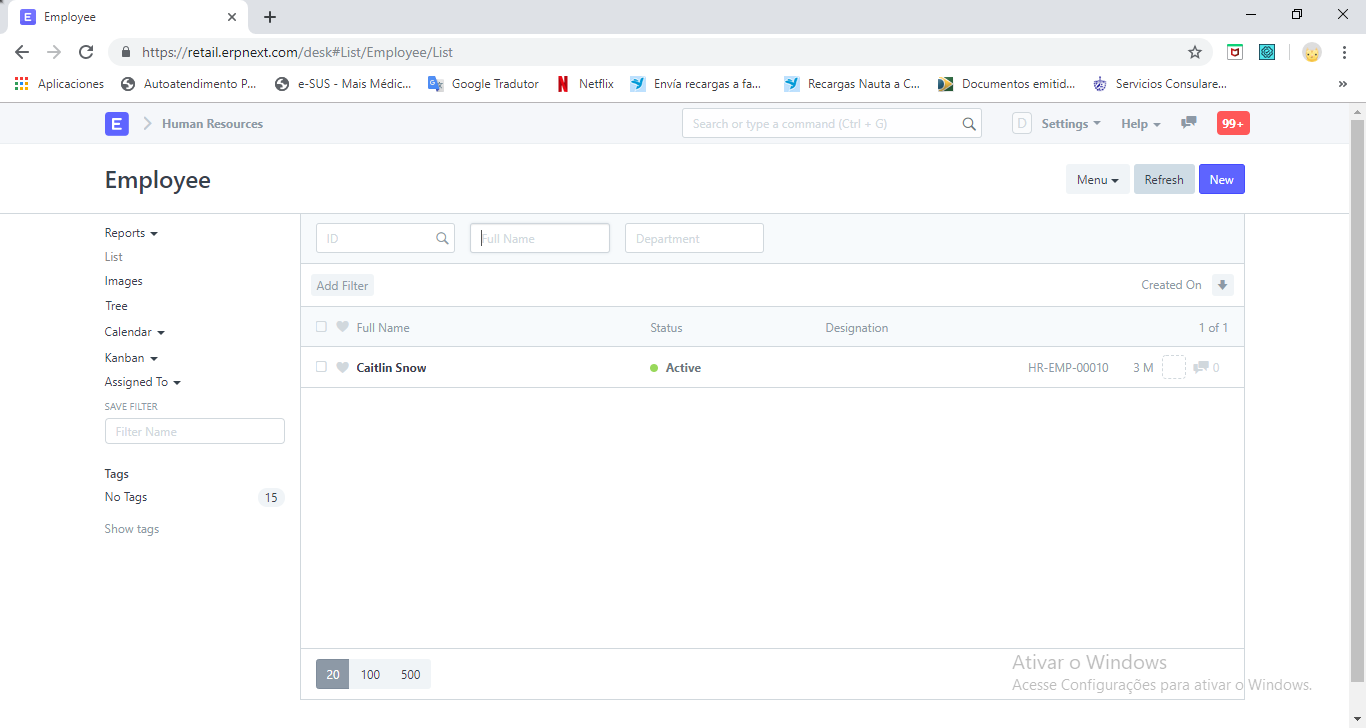 Employee
https://retail.erpnext.com/desk#List/Employee/List
Aplicaciones Autoatendimento P... e-SUS - Mais Médic... Google Tradutor Netflix Envía recargas a fa... Recargas Nauta a C... Documentos emitid... Servicios Consulare... »
E Human Resources Search or type a command (Ctrl + G) D Settings Help 99+
Employee Menu Refresh New
Reports
List
Images
Tree
Calendar
Kanban
Assigned To
SAVE FILTER
Filter Name
Tags
No Tags 15
Show tags
ID Full Name Department
Add Filter Created On
Full Name Status Designation 1 of 1
Caitlin Snow Active HR-EMP-00010 3 M 0
20 100 500
Ativar o Windows
Acesse Configurações para ativar o Windows.